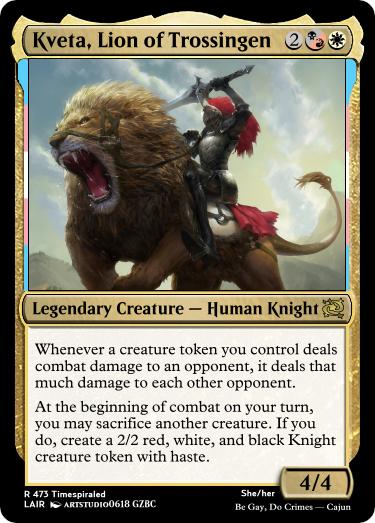 Kveta, Lion of Trossingen 2
Legendary Creature — Human Knight
Whenever a creature token you control deals
combat damage to an opponent, it deals that
much damage to each other opponent.
At the beginning of combat on your turn,
you may sacrifice another creature. If you
do, create a 2/2 red, white, and black Knight
creature token with haste.
4/4
R 473 Timespiraled She/her
LAIR ARTSTUDIO0618 GZBC Be Gay, Do Crimes — Cajun